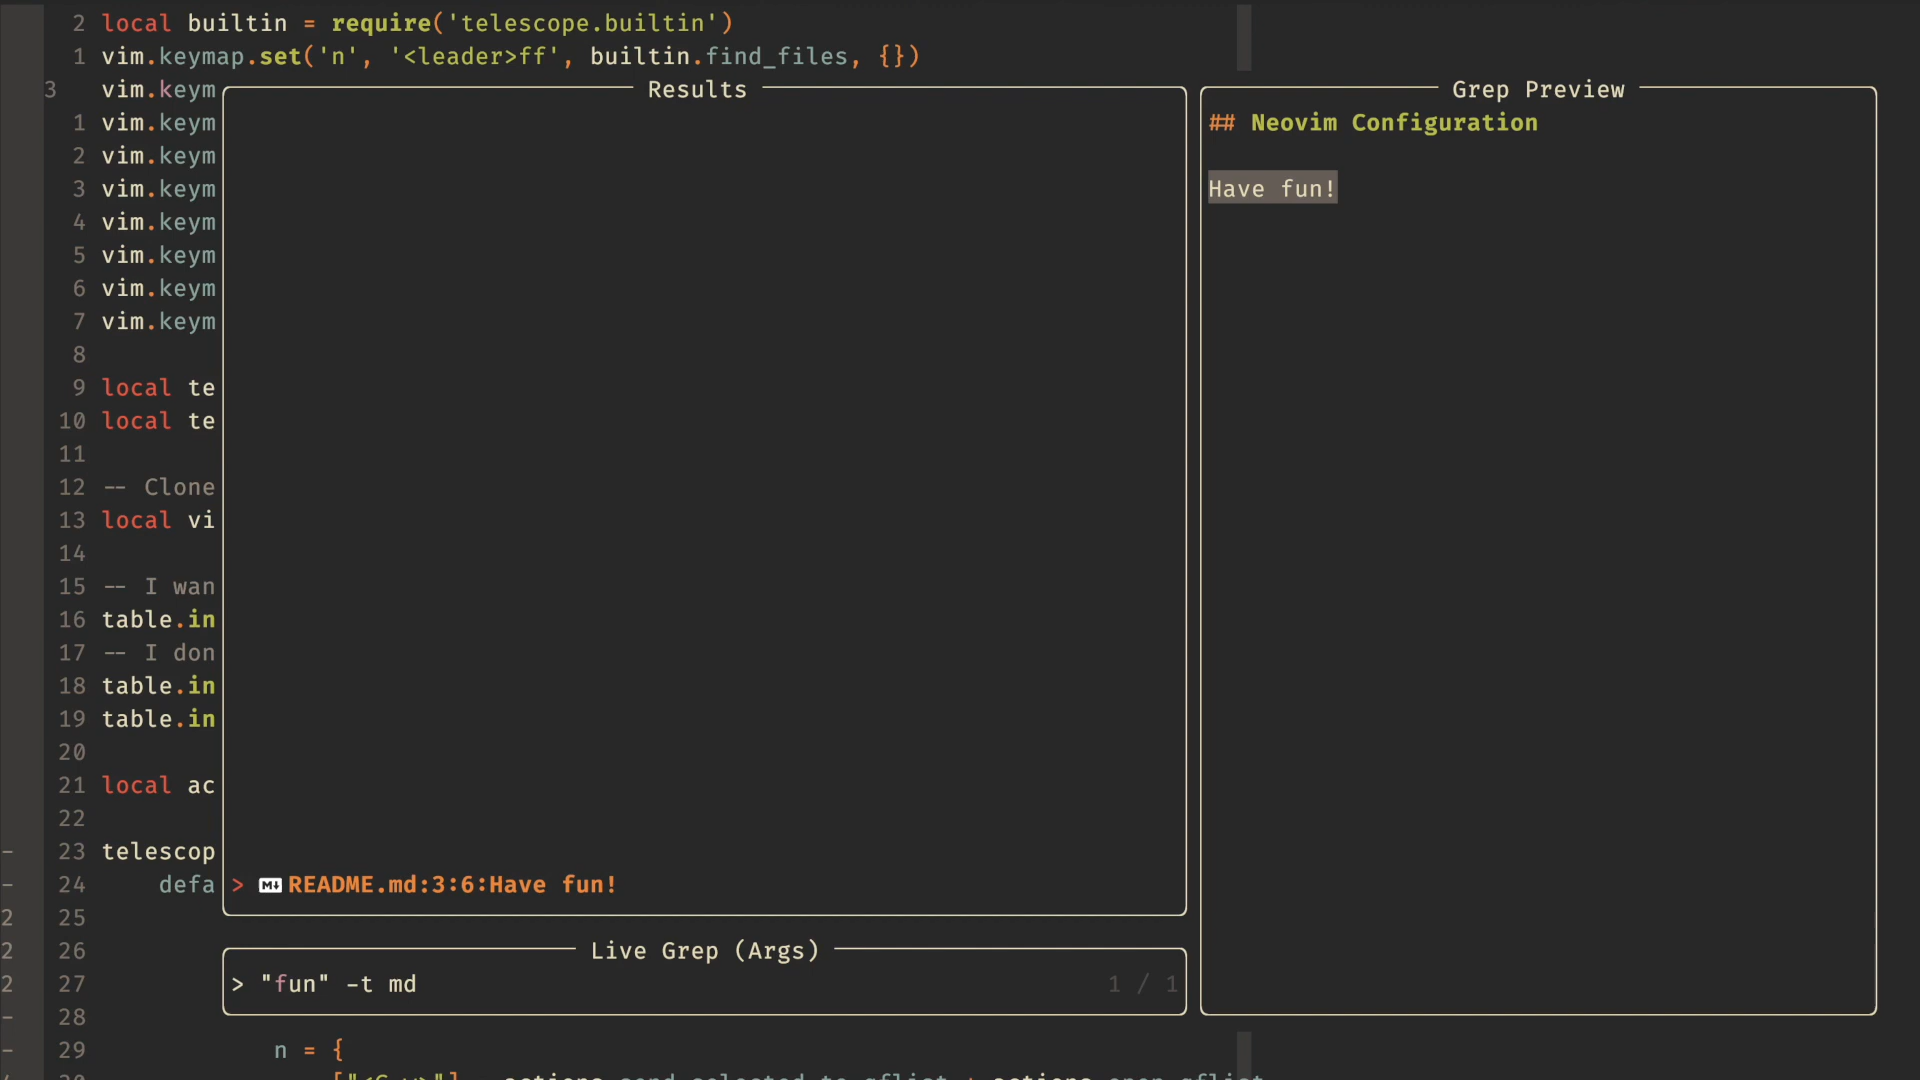 2 local builtin = require('telescope.builtin')
1 vim.keymap.set('n', '<leader>ff', builtin.find_files, {})
3 vim.keym
1 vim.keym
2 vim.keym
3 vim.keym
4 vim.keym
5 vim.keym
6 vim.keym
7 vim.keym
8
9 local te
10 local te
11
12 -- Clone
13 local vi
14
15 -- I wan
16 table.in
17 -- I don
18 table.in
19 table.in
20
21 local ac
22
- 23 telescop
- 24 defa
2 25
2 26
2 27
- 28
- 29 n = {
Results
> M↓ README.md:3:6:Have fun!
Live Grep (Args)
> "fun" -t md 1 / 1
Grep Preview
## Neovim Configuration
Have fun!